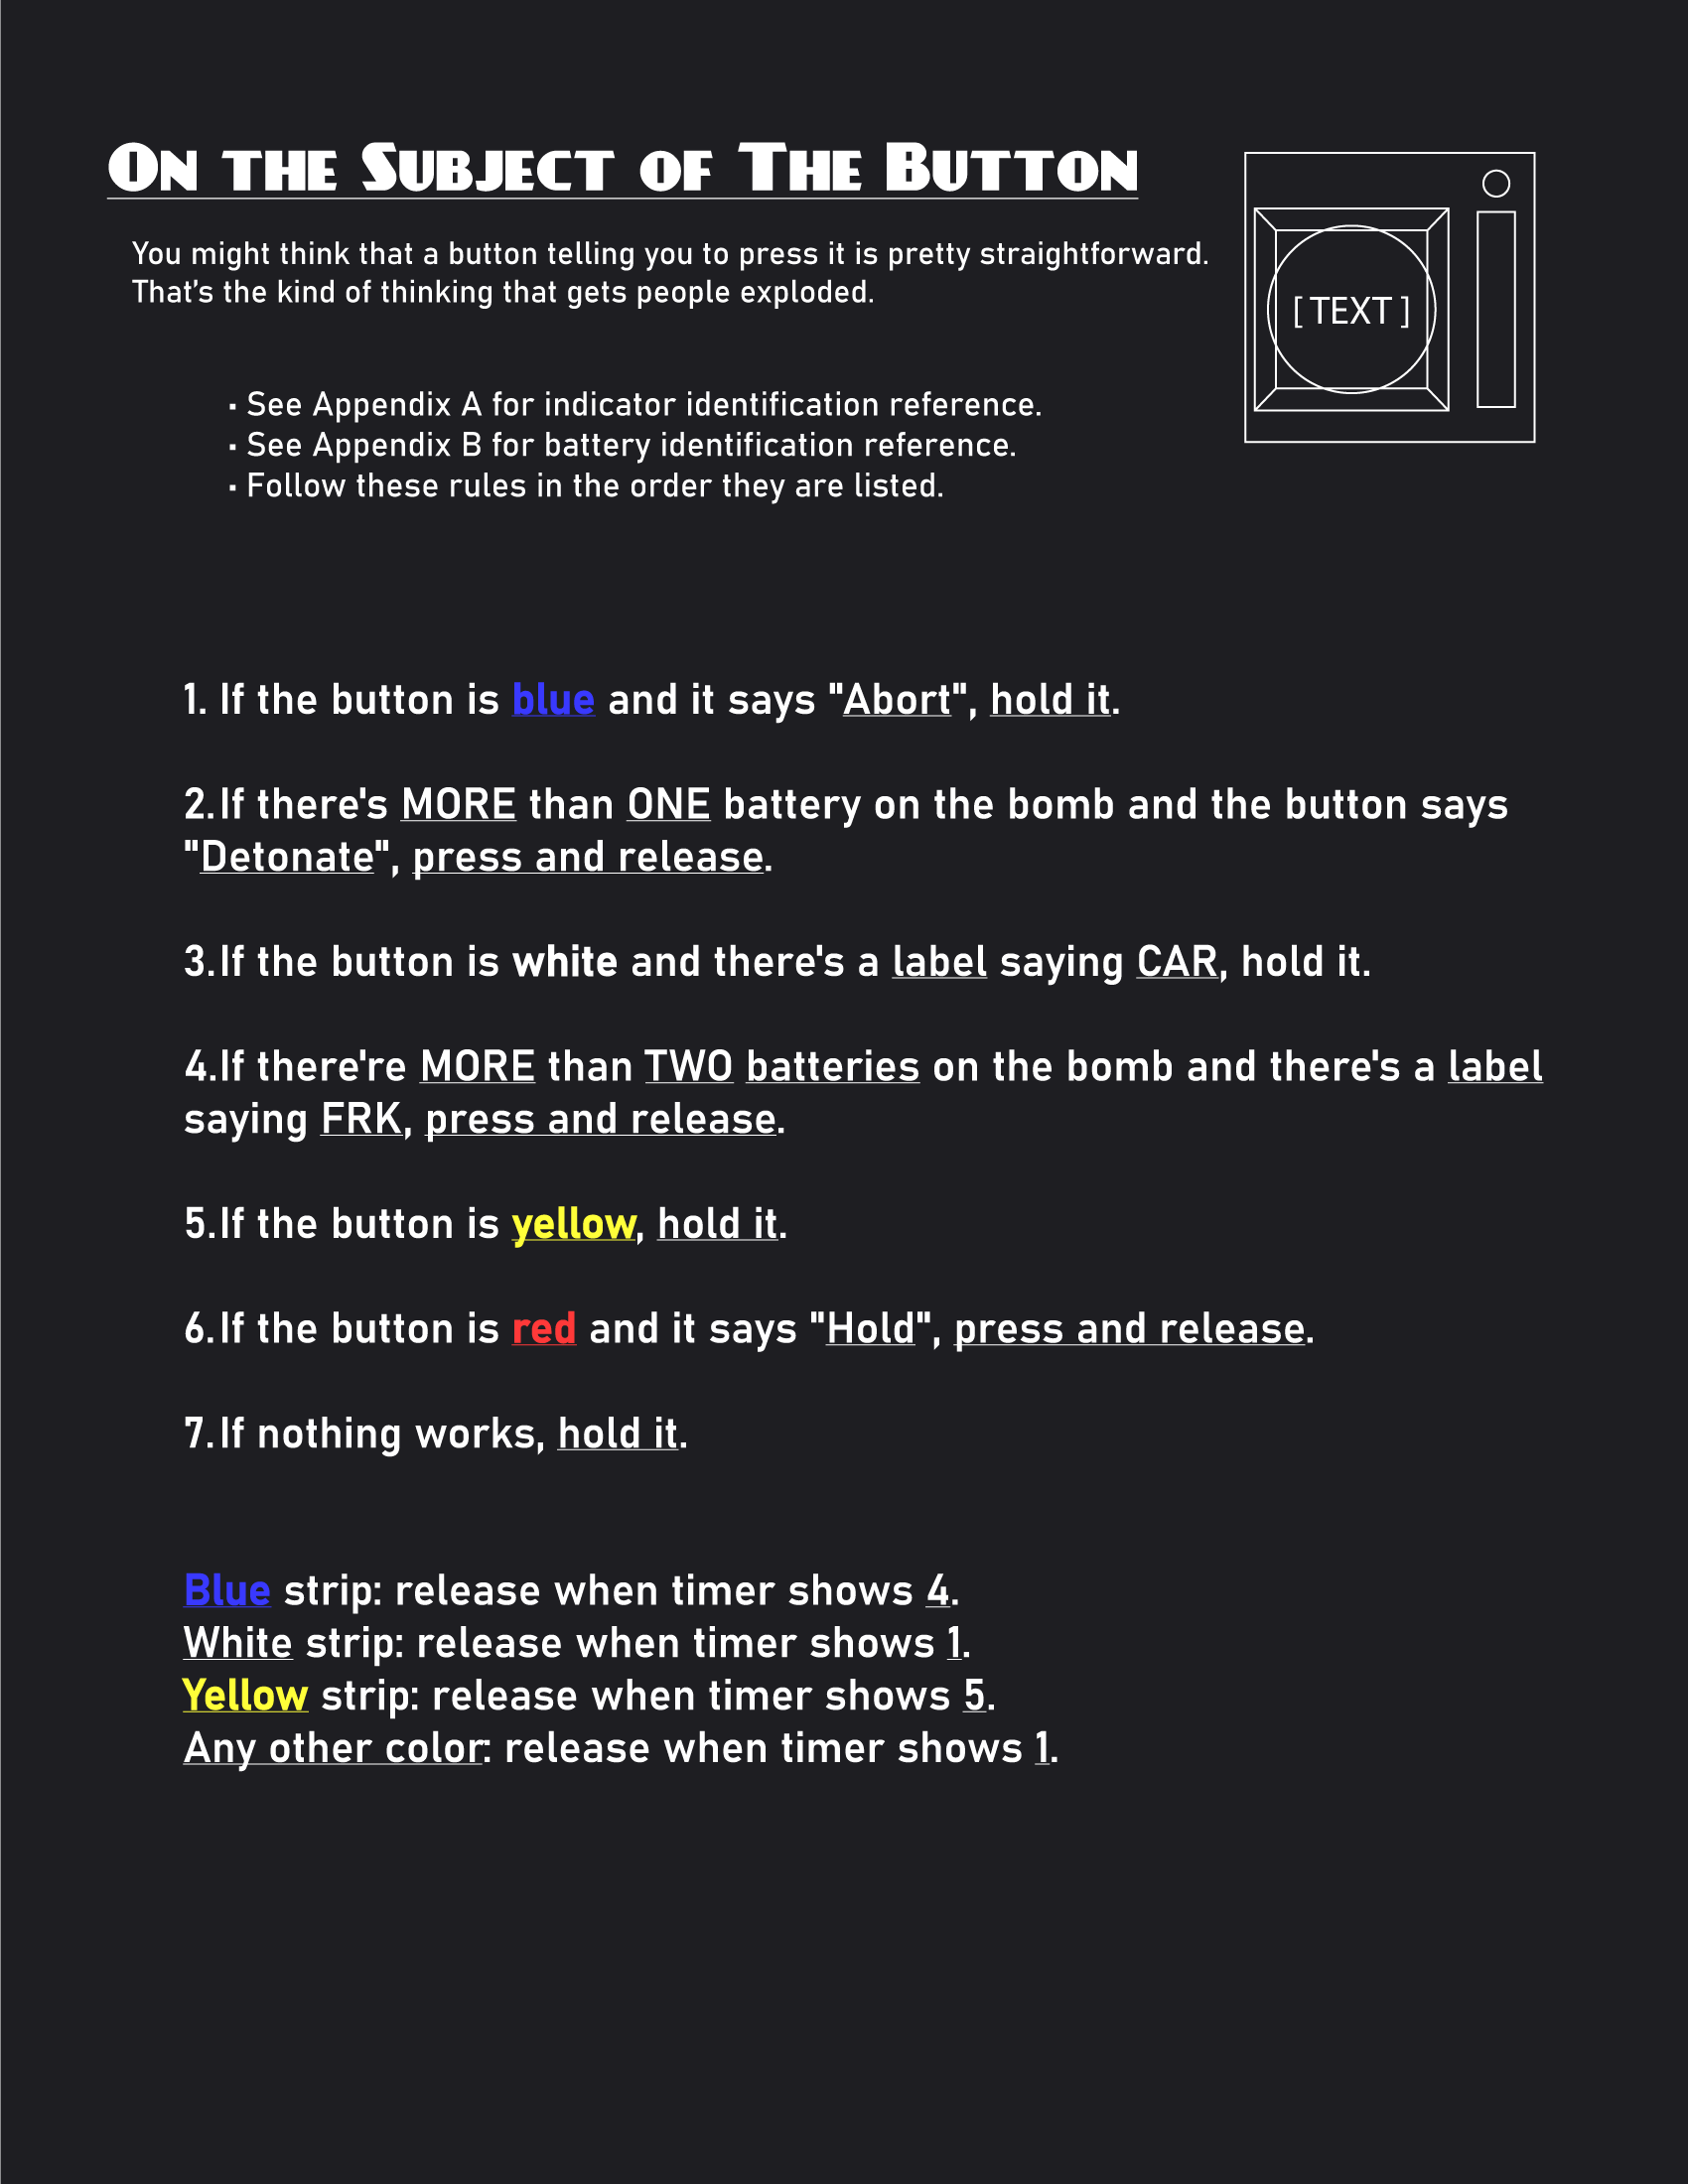 On the Subject of The Button
You might think that a button telling you to press it is pretty straightforward.
That’s the kind of thinking that gets people exploded.
[ TEXT ]
· See Appendix A for indicator identification reference.
· See Appendix B for battery identification reference.
· Follow these rules in the order they are listed.
1. If the button is blue and it says "Abort", hold it.
2.If there's MORE than ONE battery on the bomb and the button says
"Detonate", press and release.
3.If the button is white and there's a label saying CAR, hold it.
4.If there're MORE than TWO batteries on the bomb and there's a label
saying FRK, press and release.
5.If the button is yellow, hold it.
6.If the button is red and it says "Hold", press and release.
7.If nothing works, hold it.
Blue strip: release when timer shows 4.
White strip: release when timer shows 1.
Yellow strip: release when timer shows 5.
Any other color: release when timer shows 1.